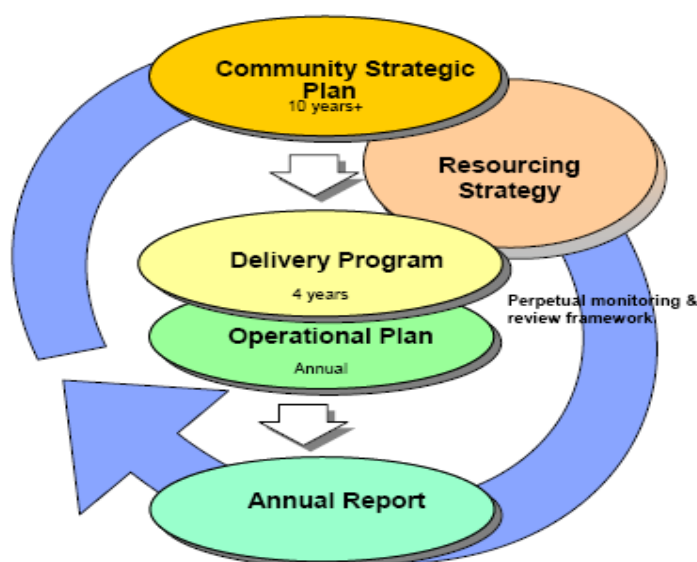 Community Strategic
Plan
10 years+
Resourcing
Strategy
Delivery Program
4 years
Perpetual monitoring &
review framework.
Operational Plan
Annual
Annual Report